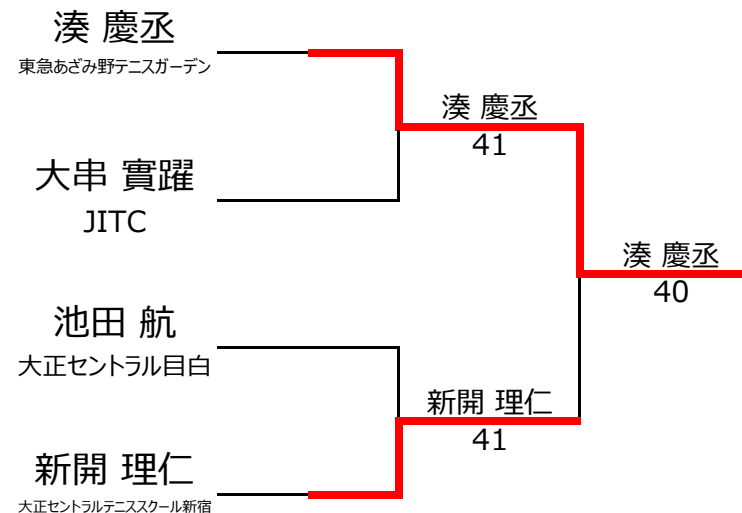 湊 慶丞
東急あざみ野テニスガーデン
大串 實躍
JITC
池田 航
大正セントラル目白
新開 理仁
大正セントラルテニススクール新宿
湊 慶丞
41
新開 理仁
41
湊 慶丞
40